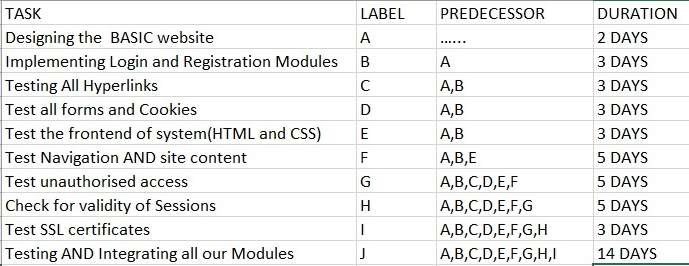 TASK LABEL PREDECESSOR DURATION
Designing the  BASIC website A ...... 2 DAYS
Implementing Login and Registration Modules B A 3 DAYS
Testing All Hyperlinks C A,B 3 DAYS
Test all forms and Cookies D A,B 3 DAYS
Test the frontend of system(HTML and CSS) E A,B 3 DAYS
Test Navigation AND site content F A,B,E 5 DAYS
Test unauthorised access G A,B,C,D,E,F 5 DAYS
Check for validity of Sessions H A,B,C,D,E,F,G 5 DAYS
Test SSL certificates I A,B,C,D,E,F,G,H 3 DAYS
Testing AND Integrating all our Modules J A,B,C,D,E,F,G,H,I 14 DAYS